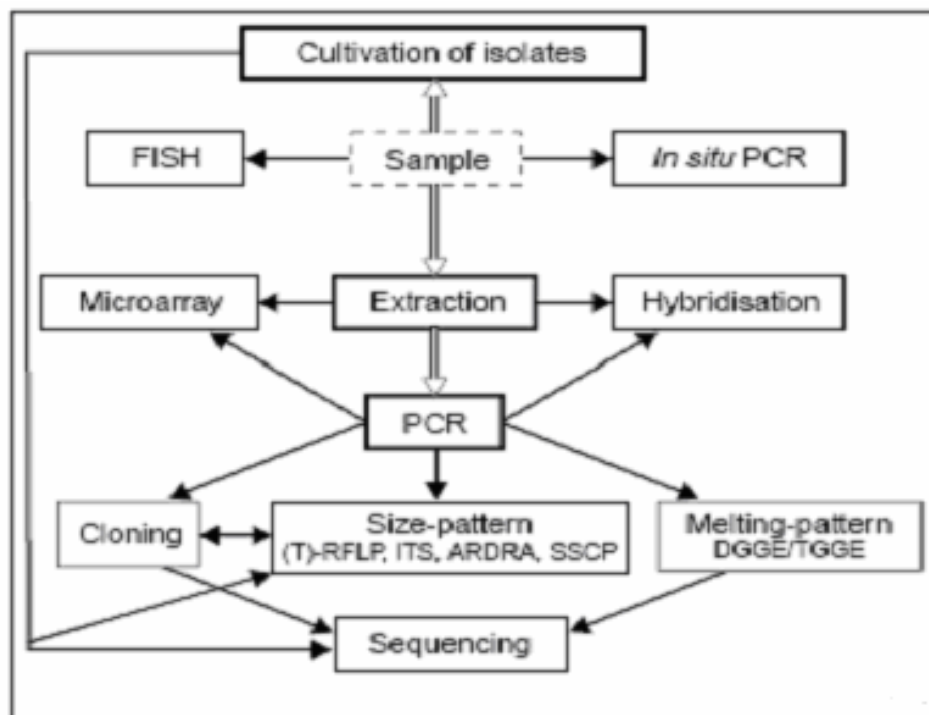 Cultivation of isolates
FISH
Sample
In situ PCR
Microarray
Extraction
Hybridisation
PCR
Cloning
Size-pattern
(T)-RFLP, ITS, ARDRA, SSCP
Melting-pattern
DGGE/TGGE
Sequencing